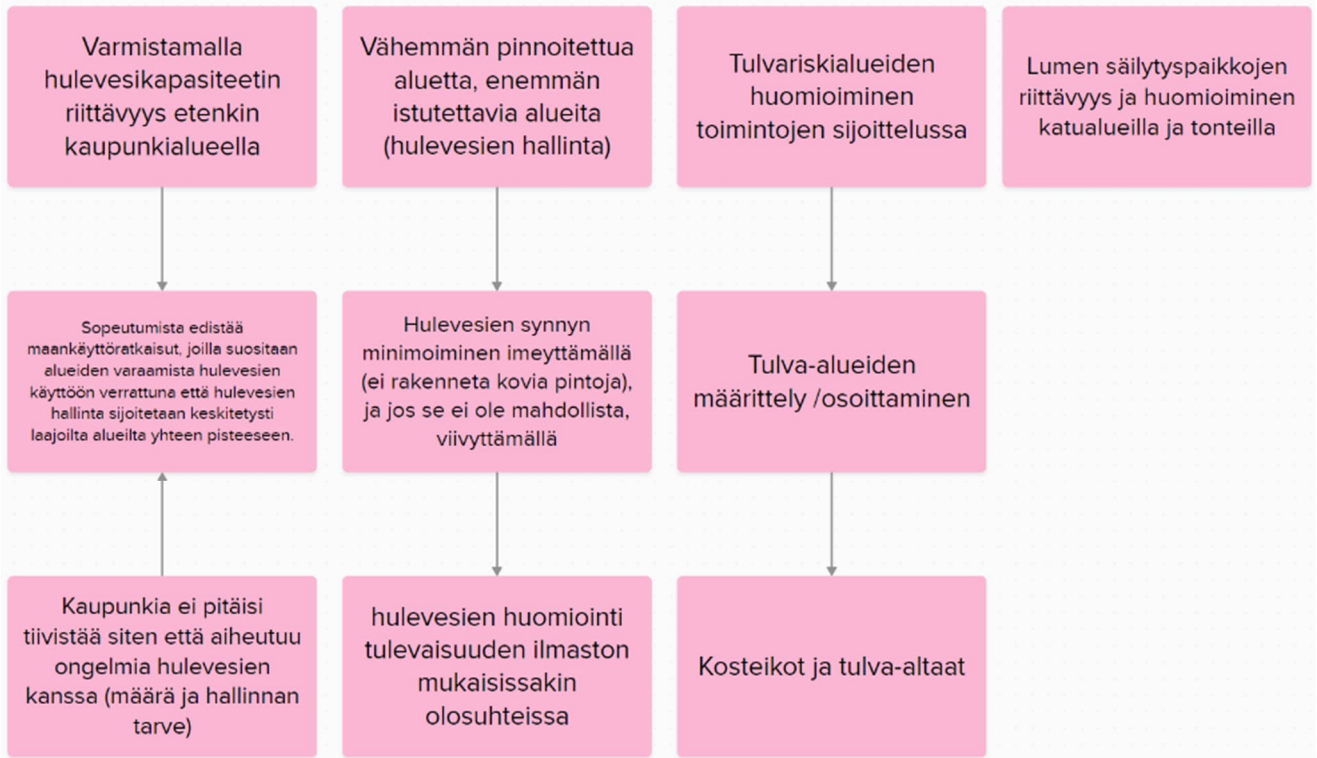 Varmistamalla
hulevesikapasiteetin
riittävyys etenkin
kaupunkialueella
Vähemmän pinnoitettua
aluetta, enemmän
istutettavia alueita
(hulevesien hallinta)
Tulvariskialueiden
huomioiminen
toimintojen sijoittelussa
Lumen säilytyspaikkojen
riittävyys ja huomioiminen
katualueilla ja tonteilla
Sopeutumista edistää
maankäyttöratkaisut, joilla suositaan
alueiden varaamista hulevesien
käyttöön verrattuna että hulevesien
hallinta sijoitetaan keskitetysti
laajoilta alueilta yhteen pisteeseen.
Hulevesien synnyn
minimoiminen imeyttämällä
(ei rakenneta kovia pintoja),
ja jos se ei ole mahdollista,
viivyttämällä
Tulva-alueiden
määrittely /osoittaminen
Kaupunkia ei pitäisi
tiivistää siten että aiheutuu
ongelmia hulevesien
kanssa (määrä ja hallinnan
tarve)
hulevesien huomiointi
tulevaisuuden ilmaston
mukaisissakin
olosuhteissa
Kosteikot ja tulva-altaat